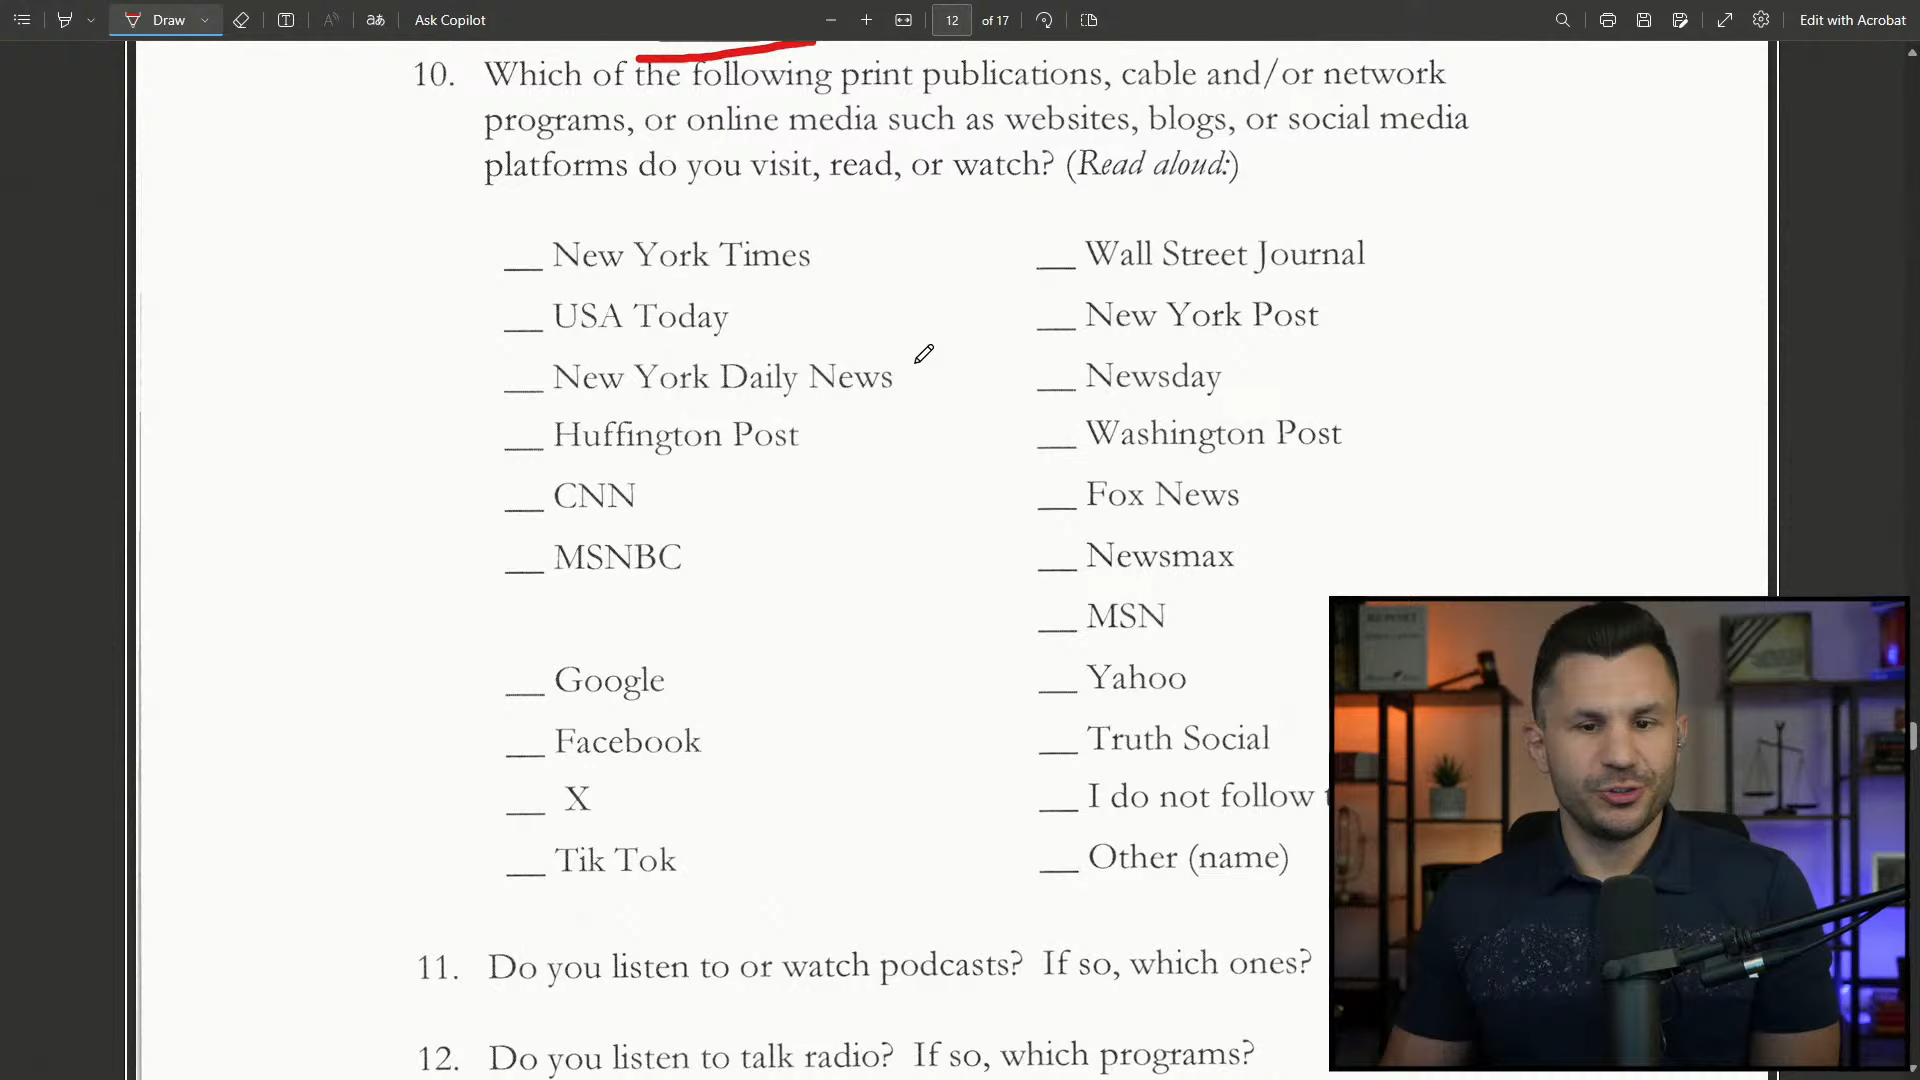 Draw
aあ
Ask Copilot
12 of 17
Edit with Acrobat
10. Which of the following print publications, cable and/or network
programs, or online media such as websites, blogs, or social media
platforms do you visit, read, or watch? (Read aloud:)
__ New York Times
__ Wall Street Journal
__ USA Today
__ New York Post
__ New York Daily News
__ Newsday
__ Huffington Post
__ Washington Post
__ CNN
__ Fox News
__ MSNBC
__ Newsmax
__ MSN
__ Google
__ Yahoo
__ Facebook
__ Truth Social
__ X
__ I do not follow
__ Tik Tok
__ Other (name)
11. Do you listen to or watch podcasts? If so, which ones?
12. Do you listen to talk radio? If so, which programs?